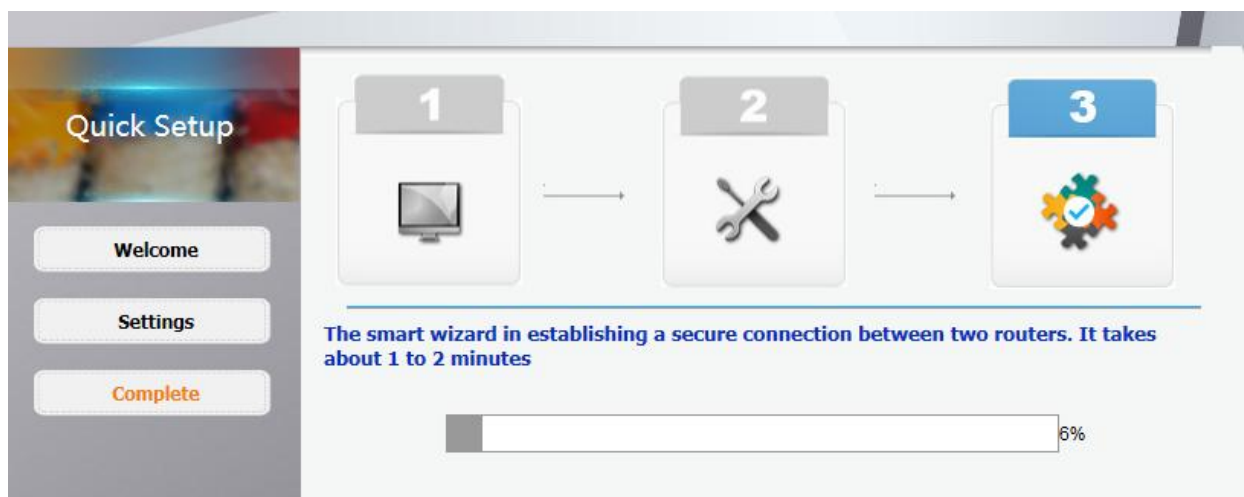 Quick Setup
Welcome
Settings
Complete
1
2
3
The smart wizard in establishing a secure connection between two routers. It takes
about 1 to 2 minutes
6%